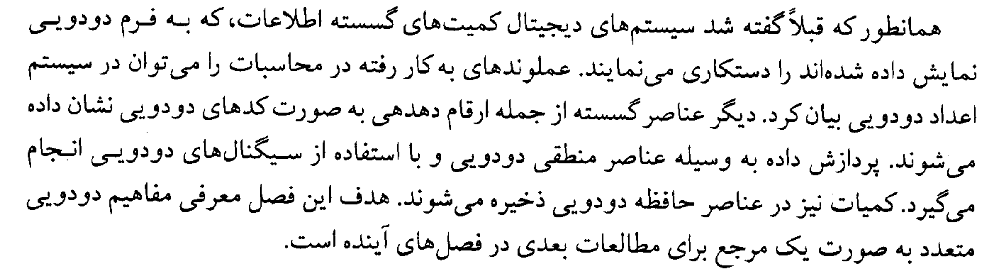 همانطور که قبلاً گفته شد سیستم‌های دیجیتال کمیت‌های گسسته اطلاعات، که به فرم دودویی
نمایش داده شده‌اند را دستکاری می‌نمایند. عملوندهای به کار رفته در محاسبات را می‌توان در سیستم
اعداد دودویی بیان کرد. دیگر عناصر گسسته از جمله ارقام دهدهی به صورت کدهای دودویی نشان داده
می‌شوند. پردازش داده به وسیله عناصر منطقی دودویی و با استفاده از سیگنال‌های دودویی انجام
می‌گیرد. کمیات نیز در عناصر حافظه دودویی ذخیره می‌شوند. هدف این فصل معرفی مفاهیم دودویی
متعدد به صورت یک مرجع برای مطالعات بعدی در فصل‌های آینده است.